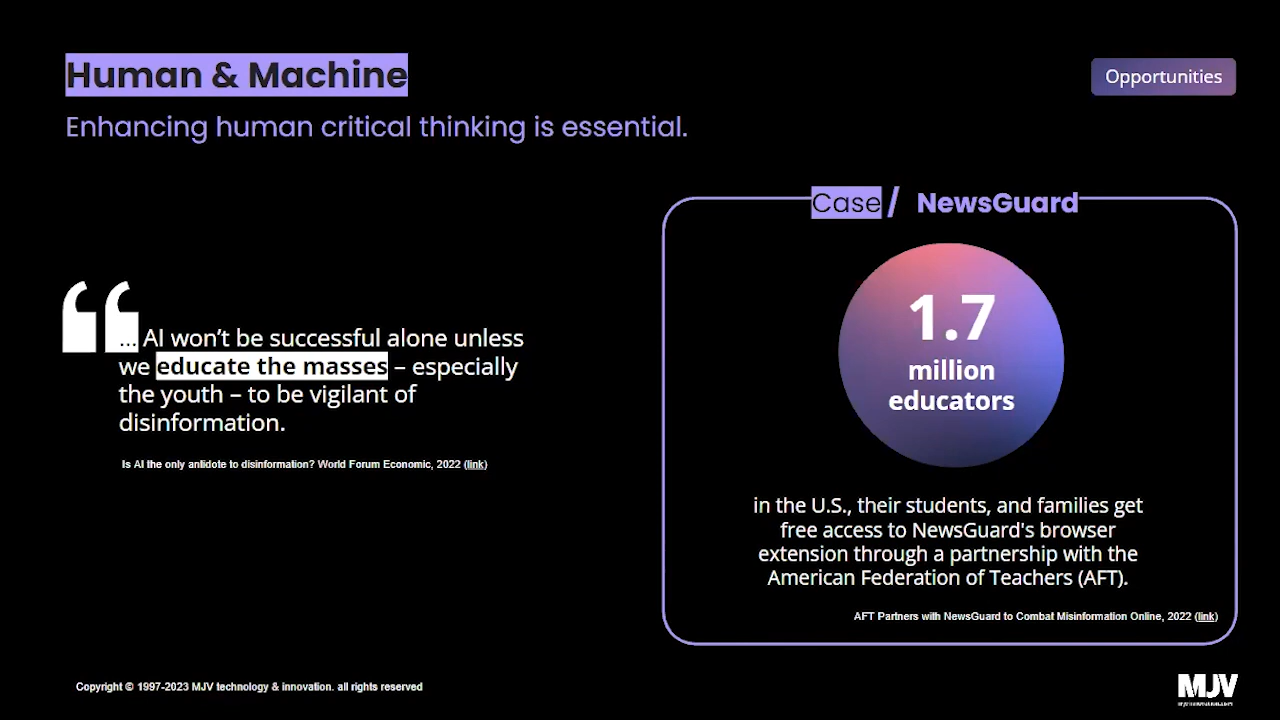 Human & Machine
Opportunities
Enhancing human critical thinking is essential.
... AI won’t be successful alone unless
we educate the masses – especially
the youth – to be vigilant of
disinformation.
Is AI the only antidote to disinformation? World Forum Economic, 2022 (link)
Case / NewsGuard
1.7
million
educators
in the U.S., their students, and families get
free access to NewsGuard's browser
extension through a partnership with the
American Federation of Teachers (AFT).
AFT Partners with NewsGuard to Combat Misinformation Online, 2022 (link)
Copyright © 1997-2023 MJV technology & innovation. all rights reserved
MJV